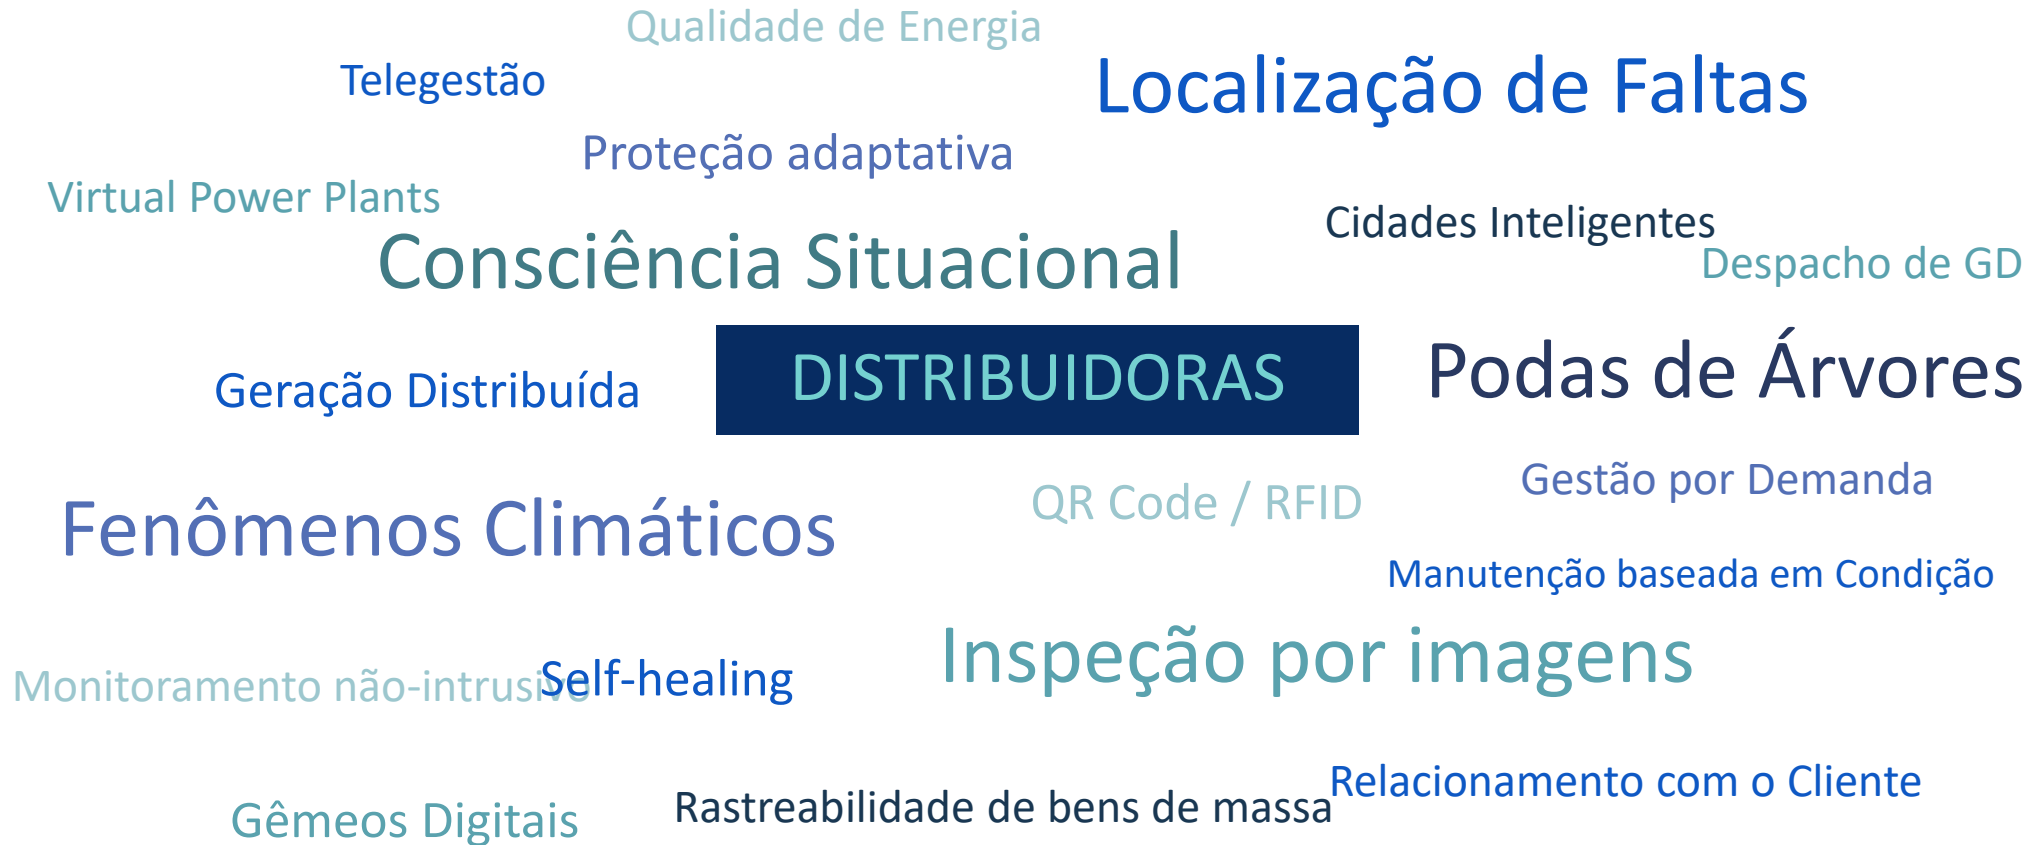 Qualidade de Energia
Telegestão
Localização de Faltas
Proteção adaptativa
Virtual Power Plants
Cidades Inteligentes
Consciência Situacional
Despacho de GD
DISTRIBUIDORAS
Podas de Árvores
Geração Distribuída
Gestão por Demanda
QR Code / RFID
Fenômenos Climáticos
Manutenção baseada em Condição
Inspeção por imagens
Monitoramento não-intrusivo
Self-healing
Relacionamento com o Cliente
Rastreabilidade de bens de massa
Gêmeos Digitais